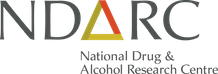 NDARC
National Drug &
Alcohol Research Centre